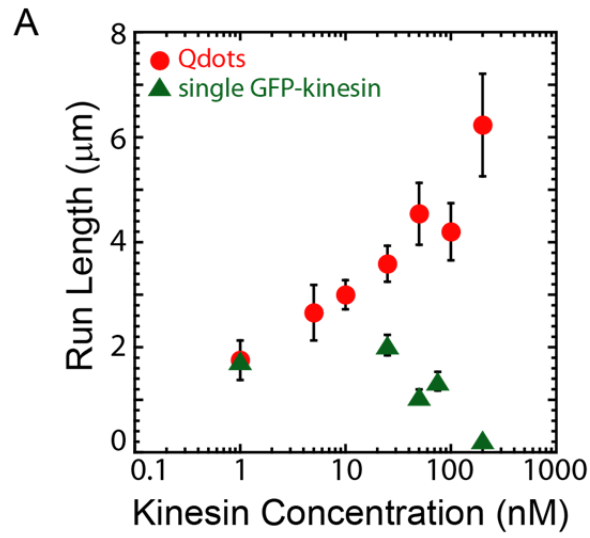 A
8
Qdots
single GFP-kinesin
6
4
2
0
Run Length (μm)
0.1 1 10 100 1000
Kinesin Concentration (nM)